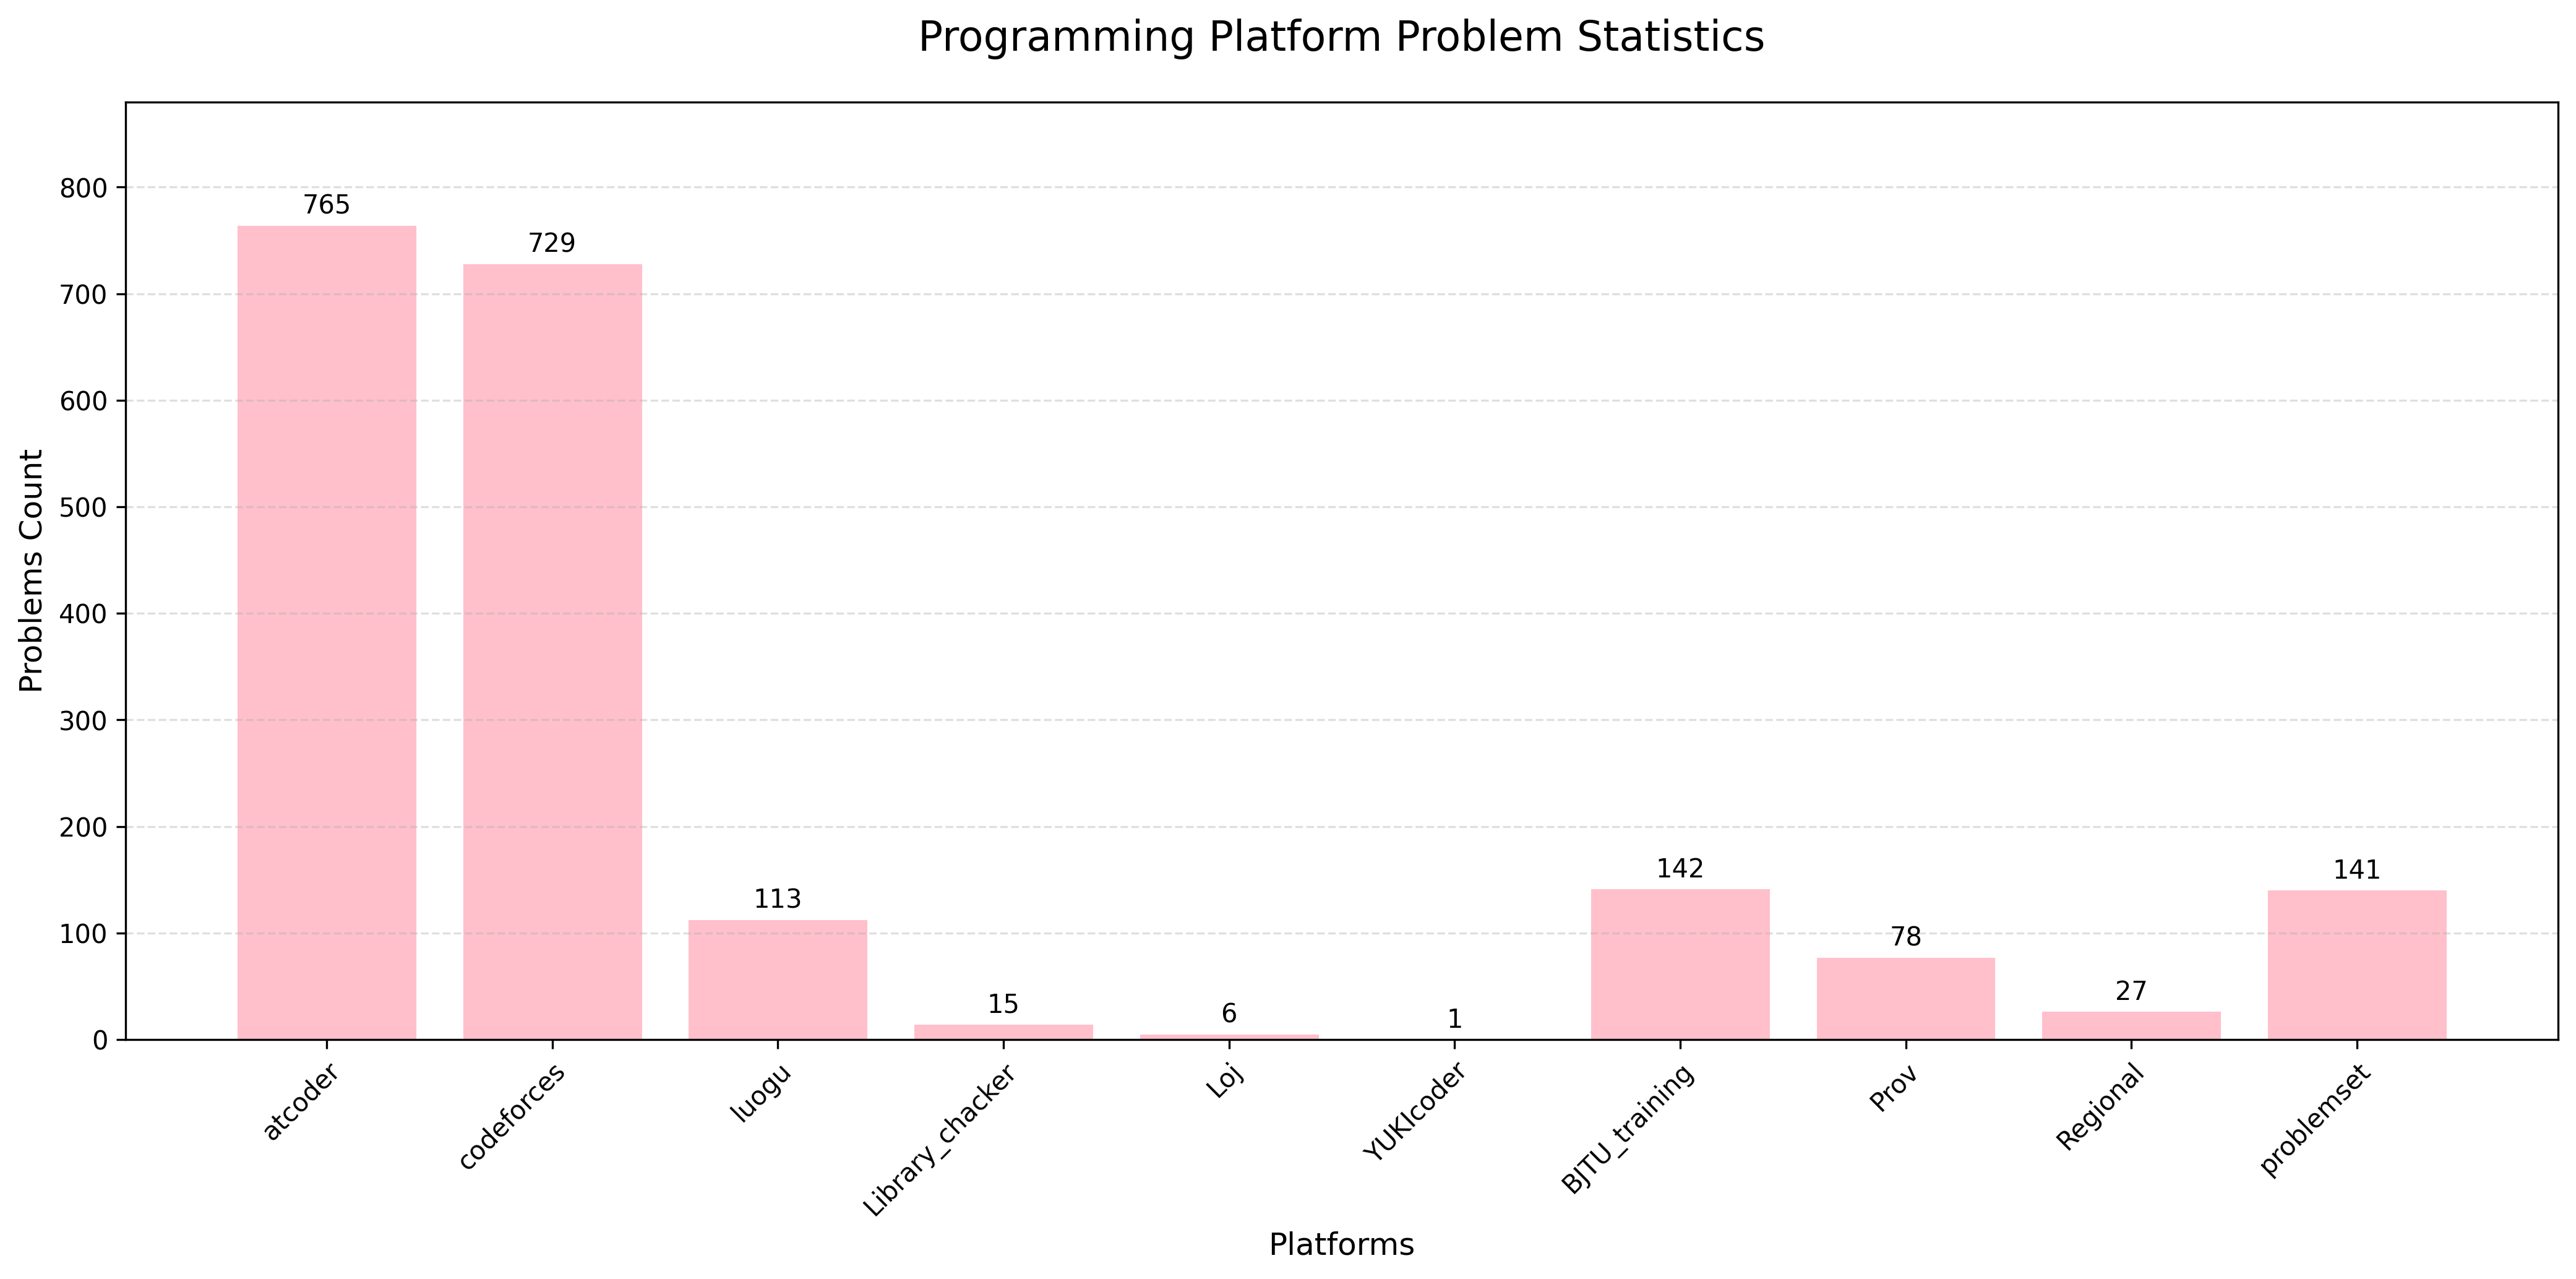 Programming Platform Problem Statistics
Problems Count
800
700
600
500
400
300
200
100
0
765
729
113
15
6
1
142
78
27
141
atcoder
codeforces
luogu
Library_chacker
Loj
YUKIcoder
BJTU_training
Prov
Regional
problemset
Platforms